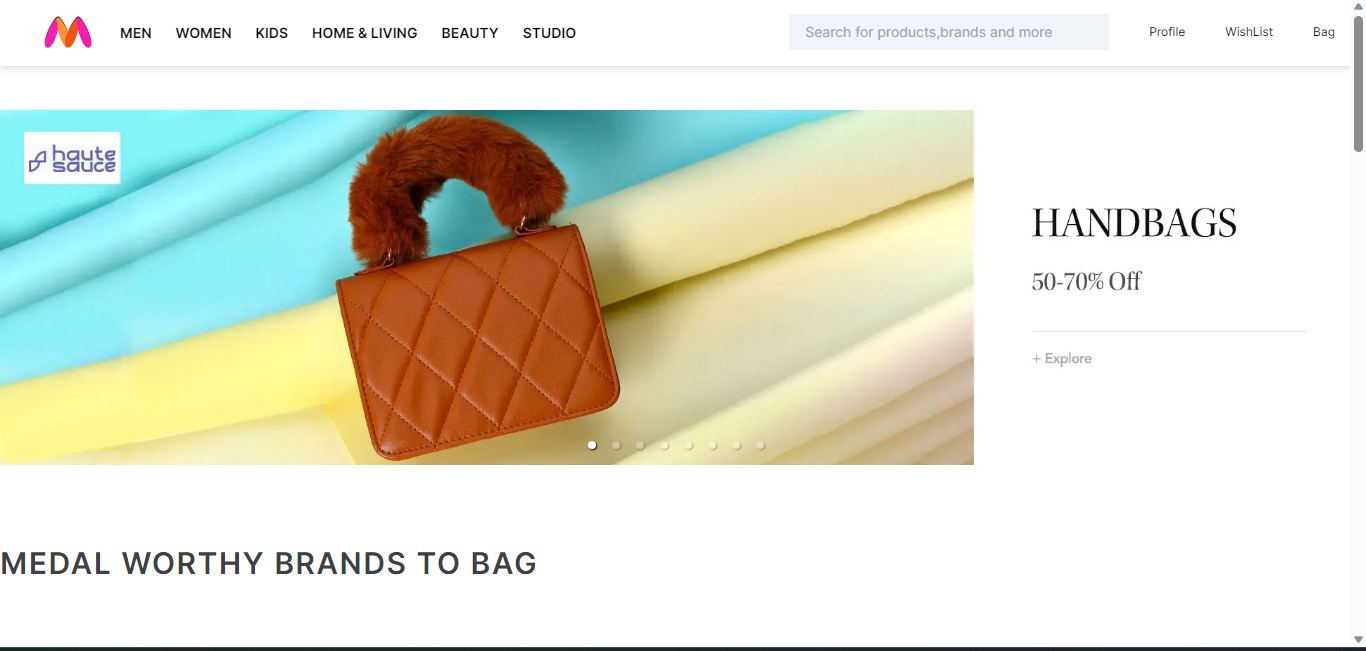 MEN WOMEN KIDS HOME & LIVING BEAUTY STUDIO Search for products,brands and more Profile WishList Bag
haute
sauce
HANDBAGS
50-70% Off
+ Explore
MEDAL WORTHY BRANDS TO BAG